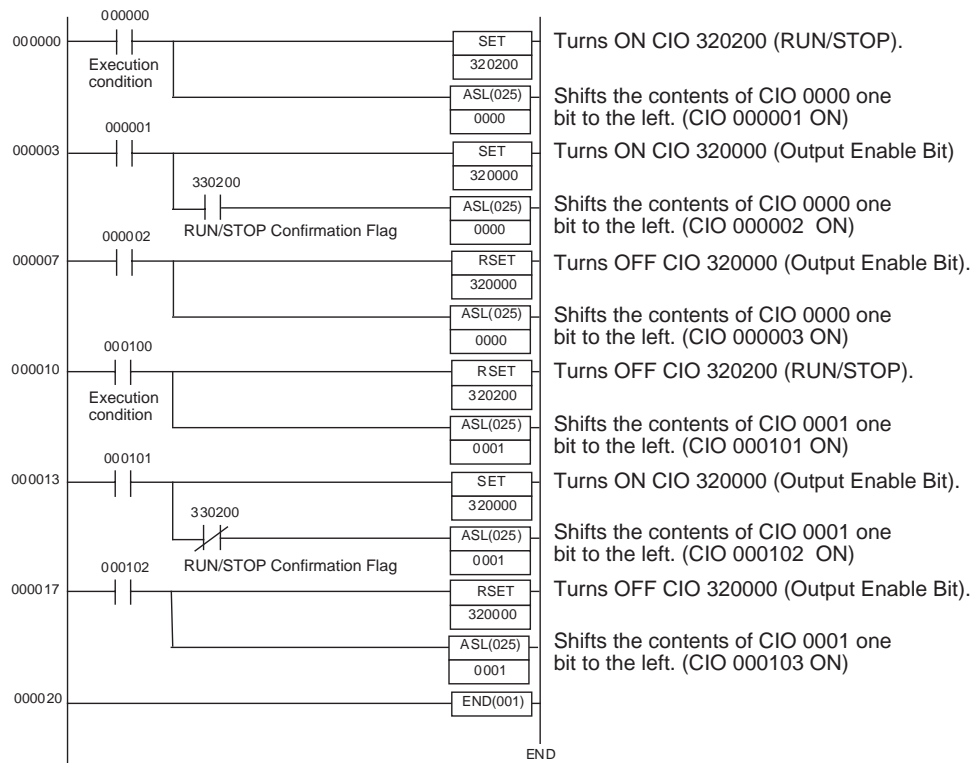 000000
000000
SET
Turns ON CIO 320200 (RUN/STOP).
Execution
condition
320200
ASL(025)
Shifts the contents of CIO 0000 one
0000
bit to the left. (CIO 000001 ON)
000001
000003
SET
Turns ON CIO 320000 (Output Enable Bit)
320000
330200
ASL(025)
Shifts the contents of CIO 0000 one
RUN/STOP Confirmation Flag
0000
bit to the left. (CIO 000002 ON)
000002
000007
RSET
Turns OFF CIO 320000 (Output Enable Bit).
320000
ASL(025)
Shifts the contents of CIO 0000 one
0000
bit to the left. (CIO 000003 ON)
000100
000010
RSET
Turns OFF CIO 320200 (RUN/STOP).
Execution
condition
320200
ASL(025)
Shifts the contents of CIO 0001 one
0001
bit to the left. (CIO 000101 ON)
000101
000013
SET
Turns ON CIO 320000 (Output Enable Bit).
320000
330200
ASL(025)
Shifts the contents of CIO 0001 one
0001
bit to the left. (CIO 000102 ON)
000102
RUN/STOP Confirmation Flag
000017
RSET
Turns OFF CIO 320000 (Output Enable Bit).
320000
ASL(025)
Shifts the contents of CIO 0001 one
0001
bit to the left. (CIO 000103 ON)
000020
END(001)
END